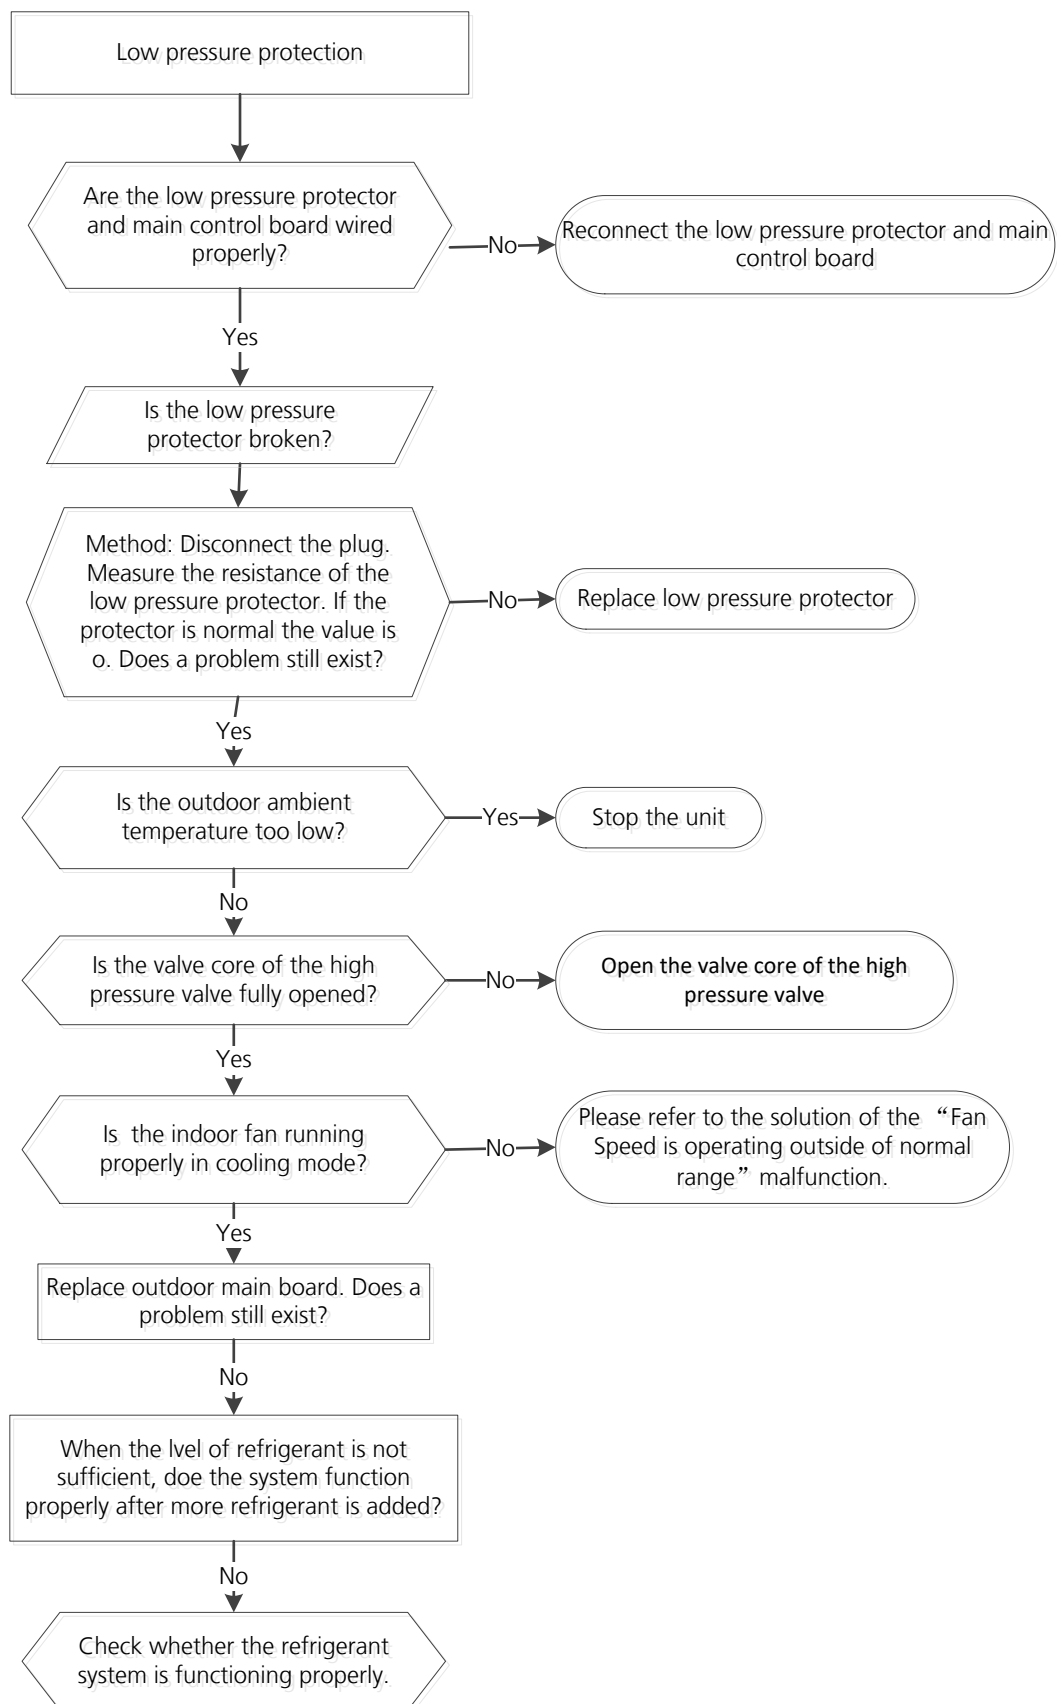 Low pressure protection
Are the low pressure protector
and main control board wired
properly?
No
Reconnect the low pressure protector and main
control board
Yes
Is the low pressure
protector broken?
Method: Disconnect the plug.
Measure the resistance of the
low pressure protector. If the
protector is normal the value is
o. Does a problem still exist?
No
Replace low pressure protector
Yes
Is the outdoor ambient
temperature too low?
Yes
Stop the unit
No
Is the valve core of the high
pressure valve fully opened?
No
Open the valve core of the high
pressure valve
Yes
Is the indoor fan running
properly in cooling mode?
No
Please refer to the solution of the “Fan
Speed is operating outside of normal
range” malfunction.
Yes
Replace outdoor main board. Does a
problem still exist?
No
When the lvel of refrigerant is not
sufficient, doe the system function
properly after more refrigerant is added?
No
Check whether the refrigerant
system is functioning properly.